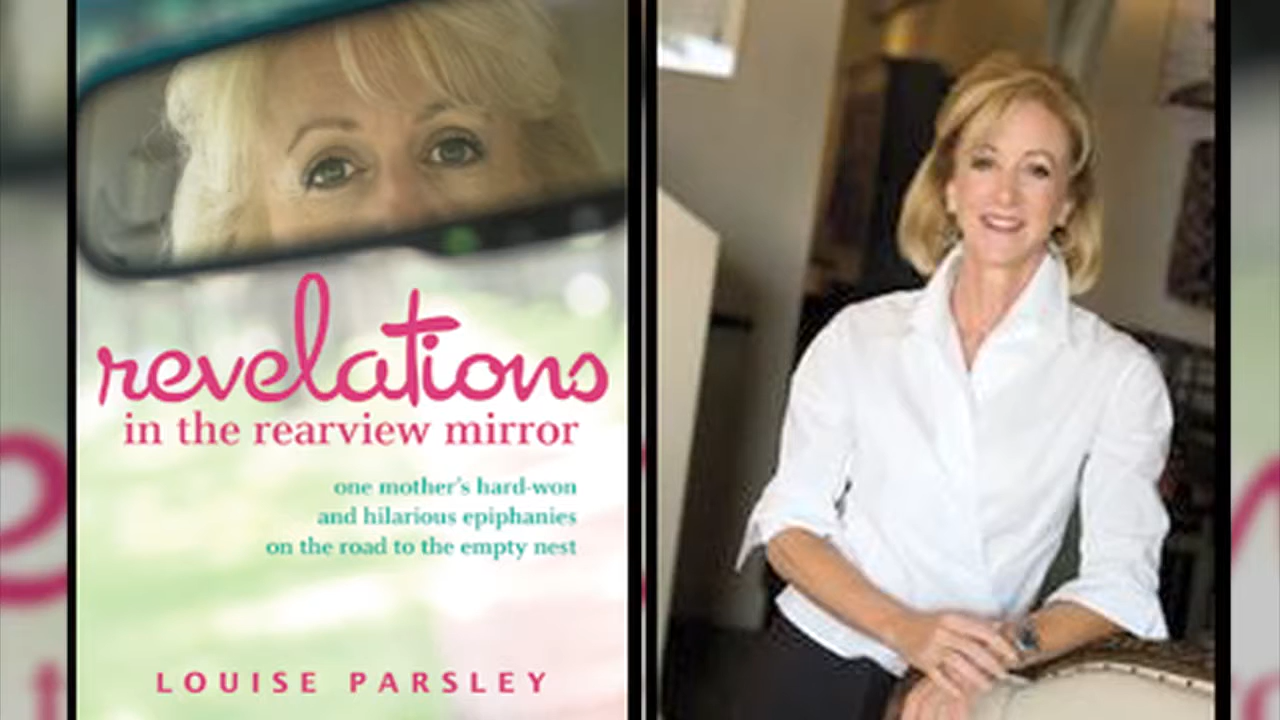 revelations
in the rearview mirror
one mother's hard-won
and hilarious epiphanies
on the road to the empty nest
LOUISE PARSLEY